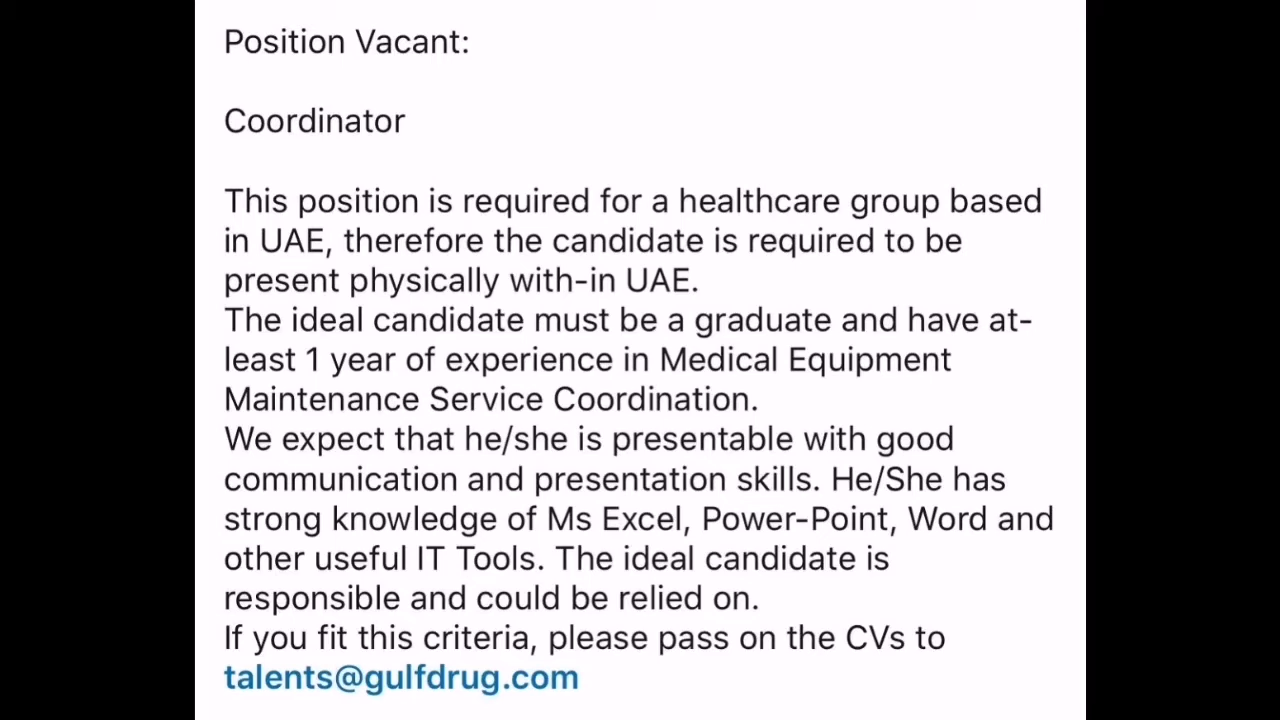 Position Vacant:
Coordinator
This position is required for a healthcare group based
in UAE, therefore the candidate is required to be
present physically with-in UAE.
The ideal candidate must be a graduate and have at-
least 1 year of experience in Medical Equipment
Maintenance Service Coordination.
We expect that he/she is presentable with good
communication and presentation skills. He/She has
strong knowledge of Ms Excel, Power-Point, Word and
other useful IT Tools. The ideal candidate is
responsible and could be relied on.
If you fit this criteria, please pass on the CVs to
talents@gulfdrug.com